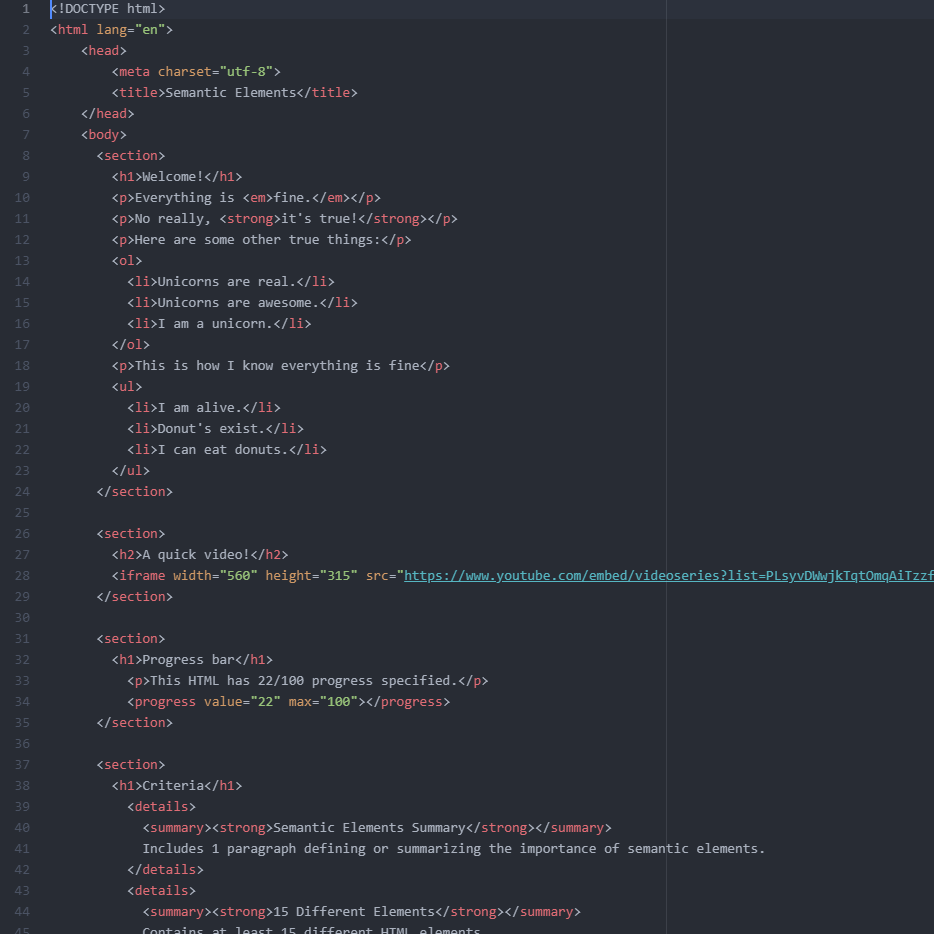 1 <!DOCTYPE html>
2 <html lang="en">
3     <head>
4         <meta charset="utf-8">
5         <title>Semantic Elements</title>
6     </head>
7     <body>
8       <section>
9         <h1>Welcome!</h1>
10         <p>Everything is <em>fine.</em></p>
11         <p>No really, <strong>it's true!</strong></p>
12         <p>Here are some other true things:</p>
13         <ol>
14           <li>Unicorns are real.</li>
15           <li>Unicorns are awesome.</li>
16           <li>I am a unicorn.</li>
17         </ol>
18         <p>This is how I know everything is fine</p>
19         <ul>
20           <li>I am alive.</li>
21           <li>Donut's exist.</li>
22           <li>I can eat donuts.</li>
23         </ul>
24       </section>
25
26       <section>
27         <h2>A quick video!</h2>
28         <iframe width="560" height="315" src="https://www.youtube.com/embed/videoseries?list=PLsyvDWwjkTqtOmqAiTzzf
29       </section>
30
31       <section>
32         <h1>Progress bar</h1>
33           <p>This HTML has 22/100 progress specified.</p>
34           <progress value="22" max="100"></progress>
35       </section>
36
37       <section>
38         <h1>Criteria</h1>
39           <details>
40             <summary><strong>Semantic Elements Summary</strong></summary>
41             Includes 1 paragraph defining or summarizing the importance of semantic elements.
42           </details>
43           <details>
44             <summary><strong>15 Different Elements</strong></summary>
45             Contains at least 15 different HTML elements